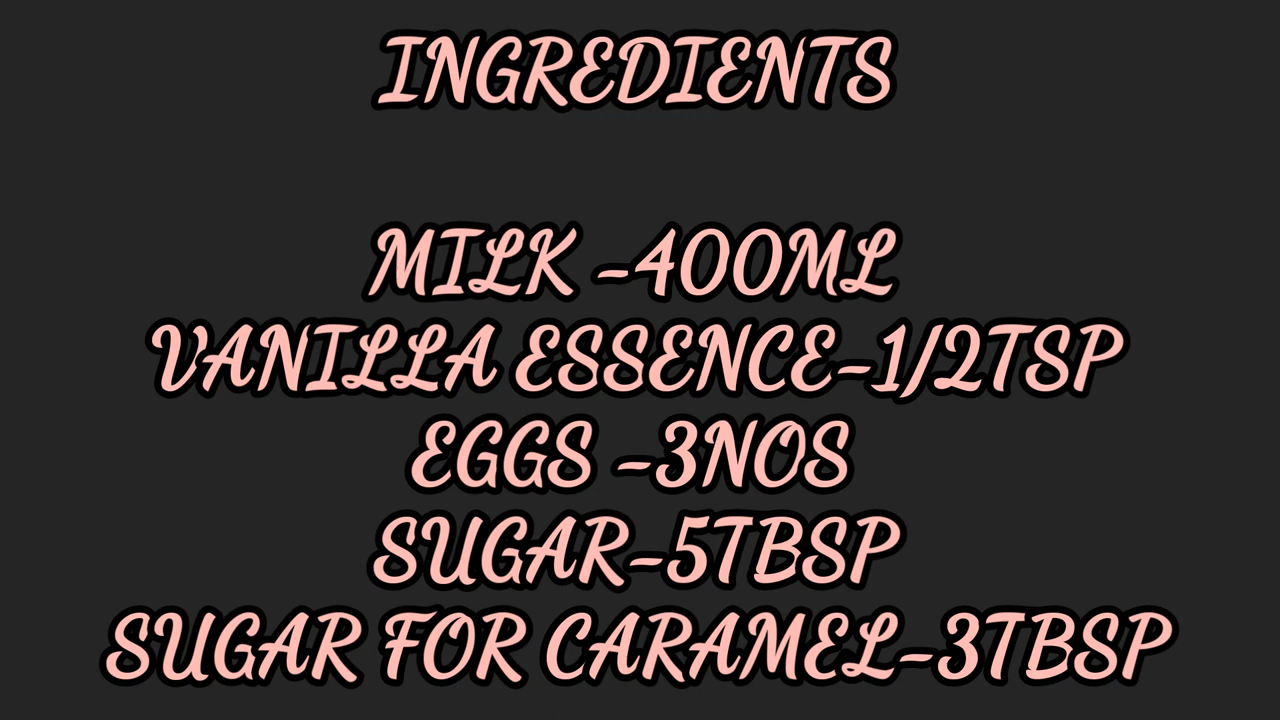 INGREDIENTS
MILK -400ML
VANILLA ESSENCE-1/2TSP
EGGS -3NOS
SUGAR-5TBSP
SUGAR FOR CARAMEL-3TBSP